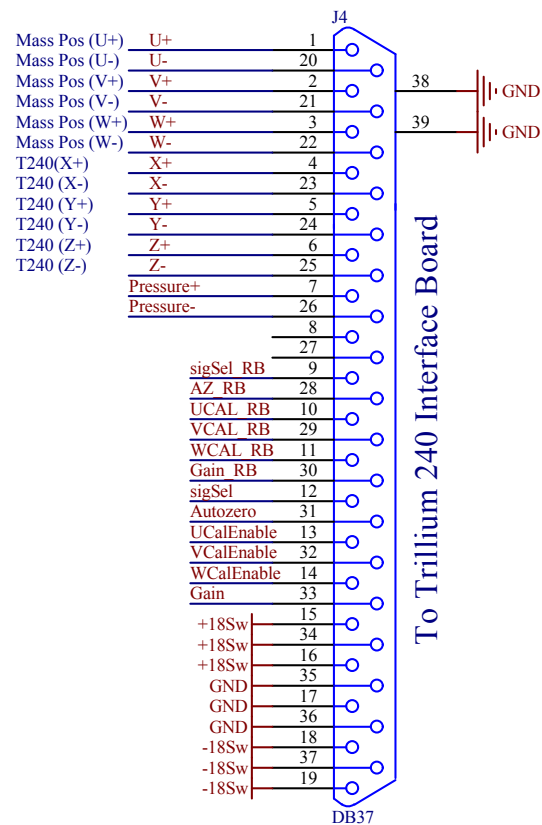 J4
Mass Pos (U+) U+ 1
Mass Pos (U-) U- 20
Mass Pos (V+) V+ 2
Mass Pos (V-) V- 21
Mass Pos (W+) W+ 3
Mass Pos (W-) W- 22
T240(X+) X+ 4
T240 (X-) X- 23
T240 (Y+) Y+ 5
T240 (Y-) Y- 24
T240 (Z+) Z+ 6
T240 (Z-) Z- 25
Pressure+ 7
Pressure- 26
8
27
sigSel_RB 9
AZ_RB 28
UCAL_RB 10
VCAL_RB 29
WCAL_RB 11
Gain_RB 30
sigSel 12
Autozero 31
UCalEnable 13
VCalEnable 32
WCalEnable 14
Gain 33
+18Sw 15
+18Sw 34
+18Sw 16
GND 35
GND 17
GND 36
-18Sw 18
-18Sw 37
-18Sw 19
DB37
38 GND
39 GND
To Trillium 240 Interface Board